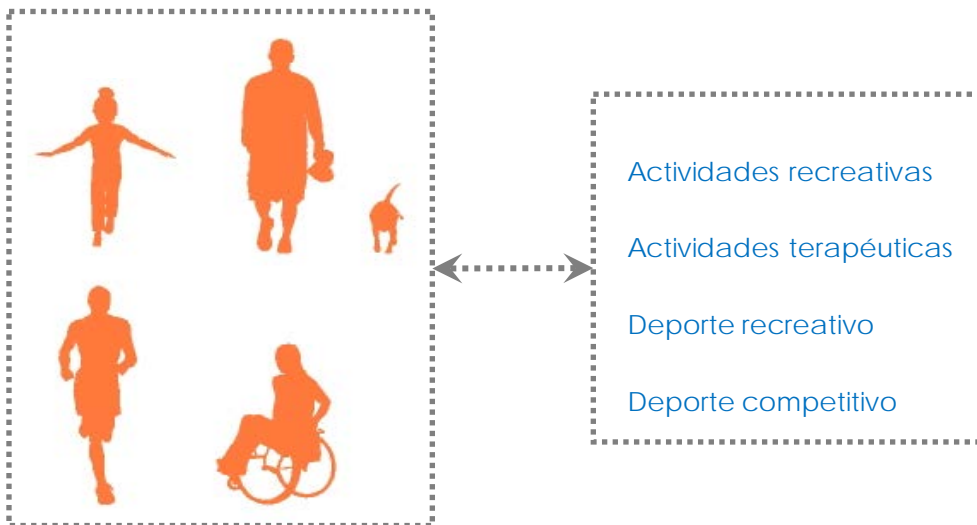 Actividades recreativas
Actividades terapéuticas
Deporte recreativo
Deporte competitivo